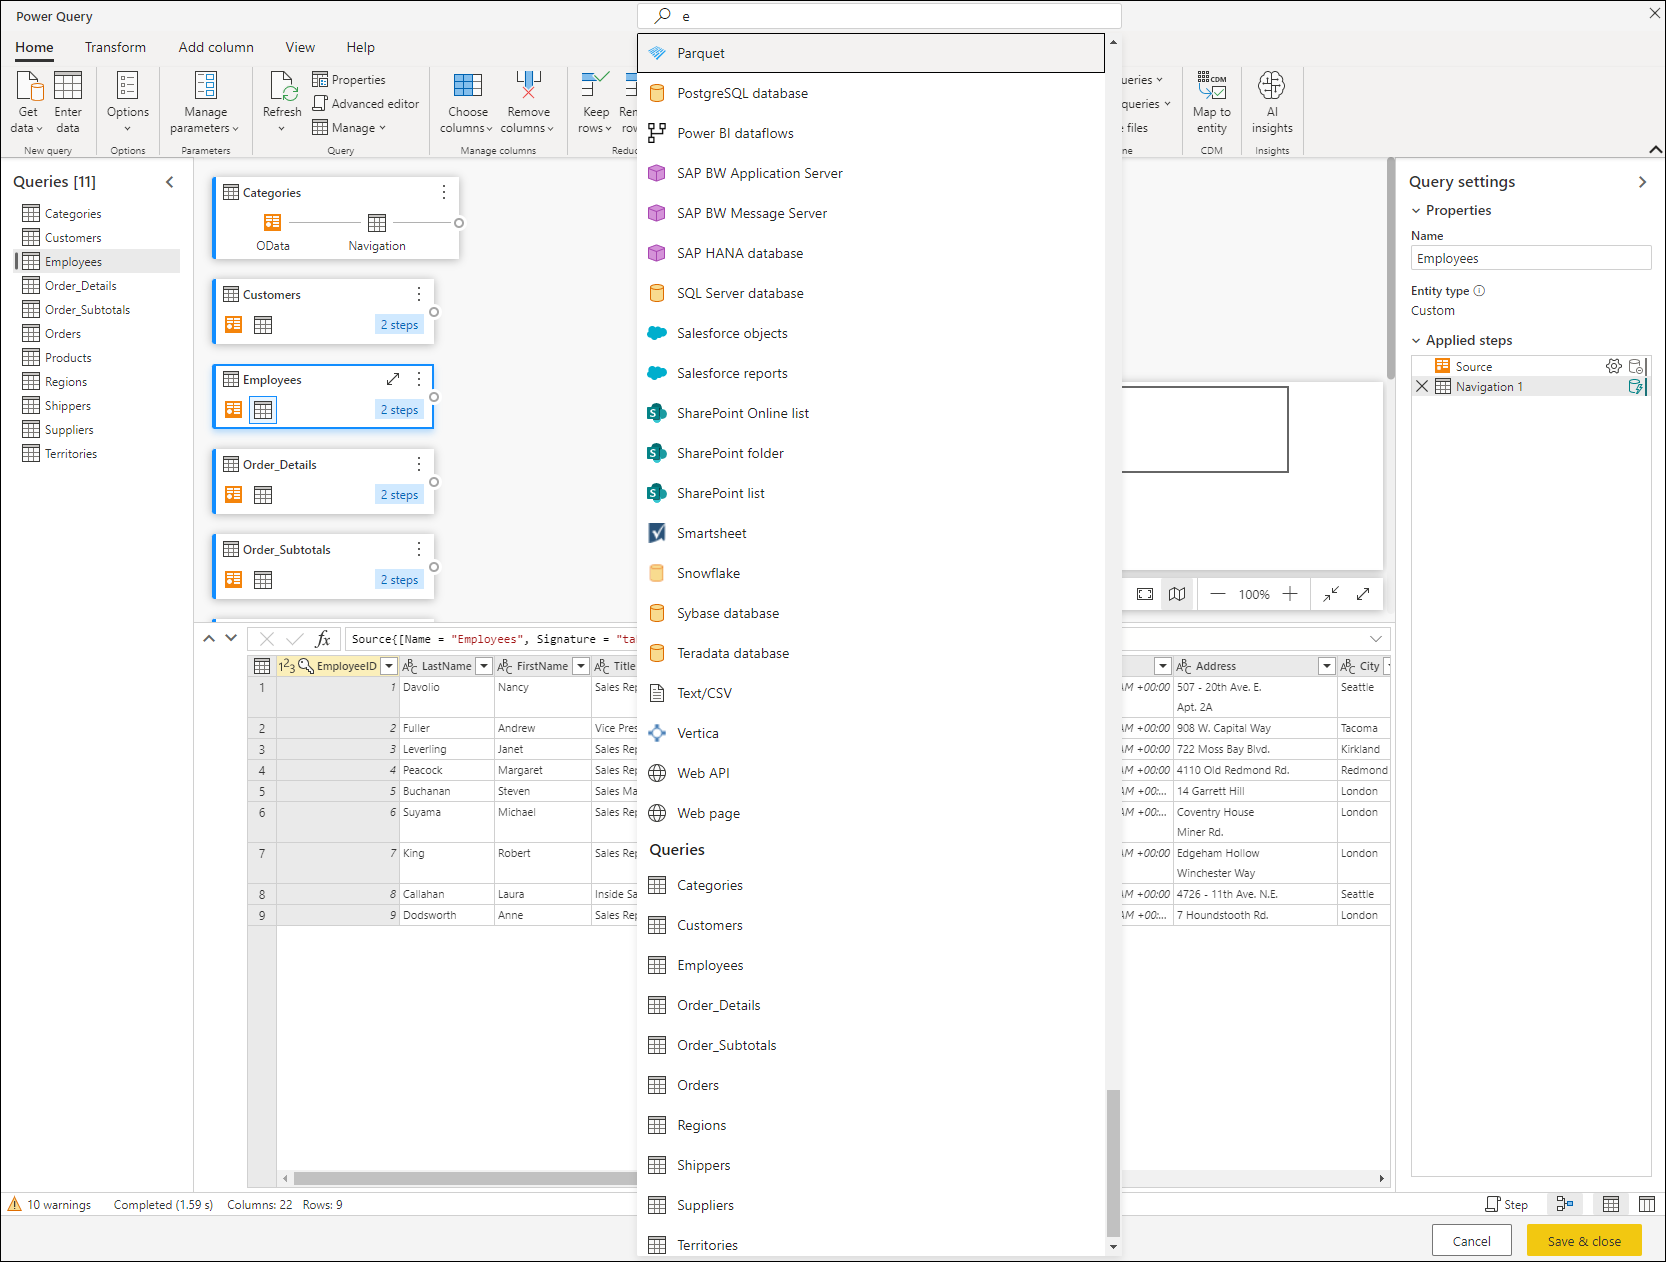 Power Query
e
Home
Transform
Add column
View
Help
Get data
Enter data
Options
Manage parameters
Refresh
Properties
Advanced editor
Manage
Choose columns
Remove columns
Keep rows
ueries
queries
files
Map to entity
CDM
AI insights
New query
Options
Parameters
Query
Manage columns
Reduc
ne
CDM
Insights
Queries [11]
Categories
Customers
Employees
Order_Details
Order_Subtotals
Orders
Products
Regions
Shippers
Suppliers
Territories
Categories
OData
Navigation
Customers
2 steps
Employees
2 steps
Order_Details
2 steps
Order_Subtotals
2 steps
Parquet
PostgreSQL database
Power BI dataflows
SAP BW Application Server
SAP BW Message Server
SAP HANA database
SQL Server database
Salesforce objects
Salesforce reports
SharePoint Online list
SharePoint folder
SharePoint list
Smartsheet
Snowflake
Sybase database
Teradata database
Text/CSV
Vertica
Web API
Web page
Queries
Categories
Customers
Employees
Order_Details
Order_Subtotals
Orders
Regions
Shippers
Suppliers
Territories
100%
Query settings
Properties
Name
Employees
Entity type
Custom
Applied steps
Source
Navigation 1
fx
Source{[Name = "Employees", Signature = "ta
EmployeeID LastName FirstName Title Address City
1 1 Davolio Nancy Sales Rep AM +00:00 507 - 20th Ave. E. Seattle
Apt. 2A
2 2 Fuller Andrew Vice Pres AM +00:00 908 W. Capital Way Tacoma
3 3 Leverling Janet Sales Rep AM +00:00 722 Moss Bay Blvd. Kirkland
4 4 Peacock Margaret Sales Rep AM +00:00 4110 Old Redmond Rd. Redmond
5 5 Buchanan Steven Sales Ma AM +00:... 14 Garrett Hill London
6 6 Suyama Michael Sales Rep AM +00:... Coventry House London
Miner Rd.
7 7 King Robert Sales Rep AM +00:00 Edgeham Hollow London
Winchester Way
8 8 Callahan Laura Inside Sa AM +00:00 4726 - 11th Ave. N.E. Seattle
9 9 Dodsworth Anne Sales Rep AM +00:... 7 Houndstooth Rd. London
10 warnings
Completed (1.59 s)
Columns: 22
Rows: 9
Step
Cancel
Save & close